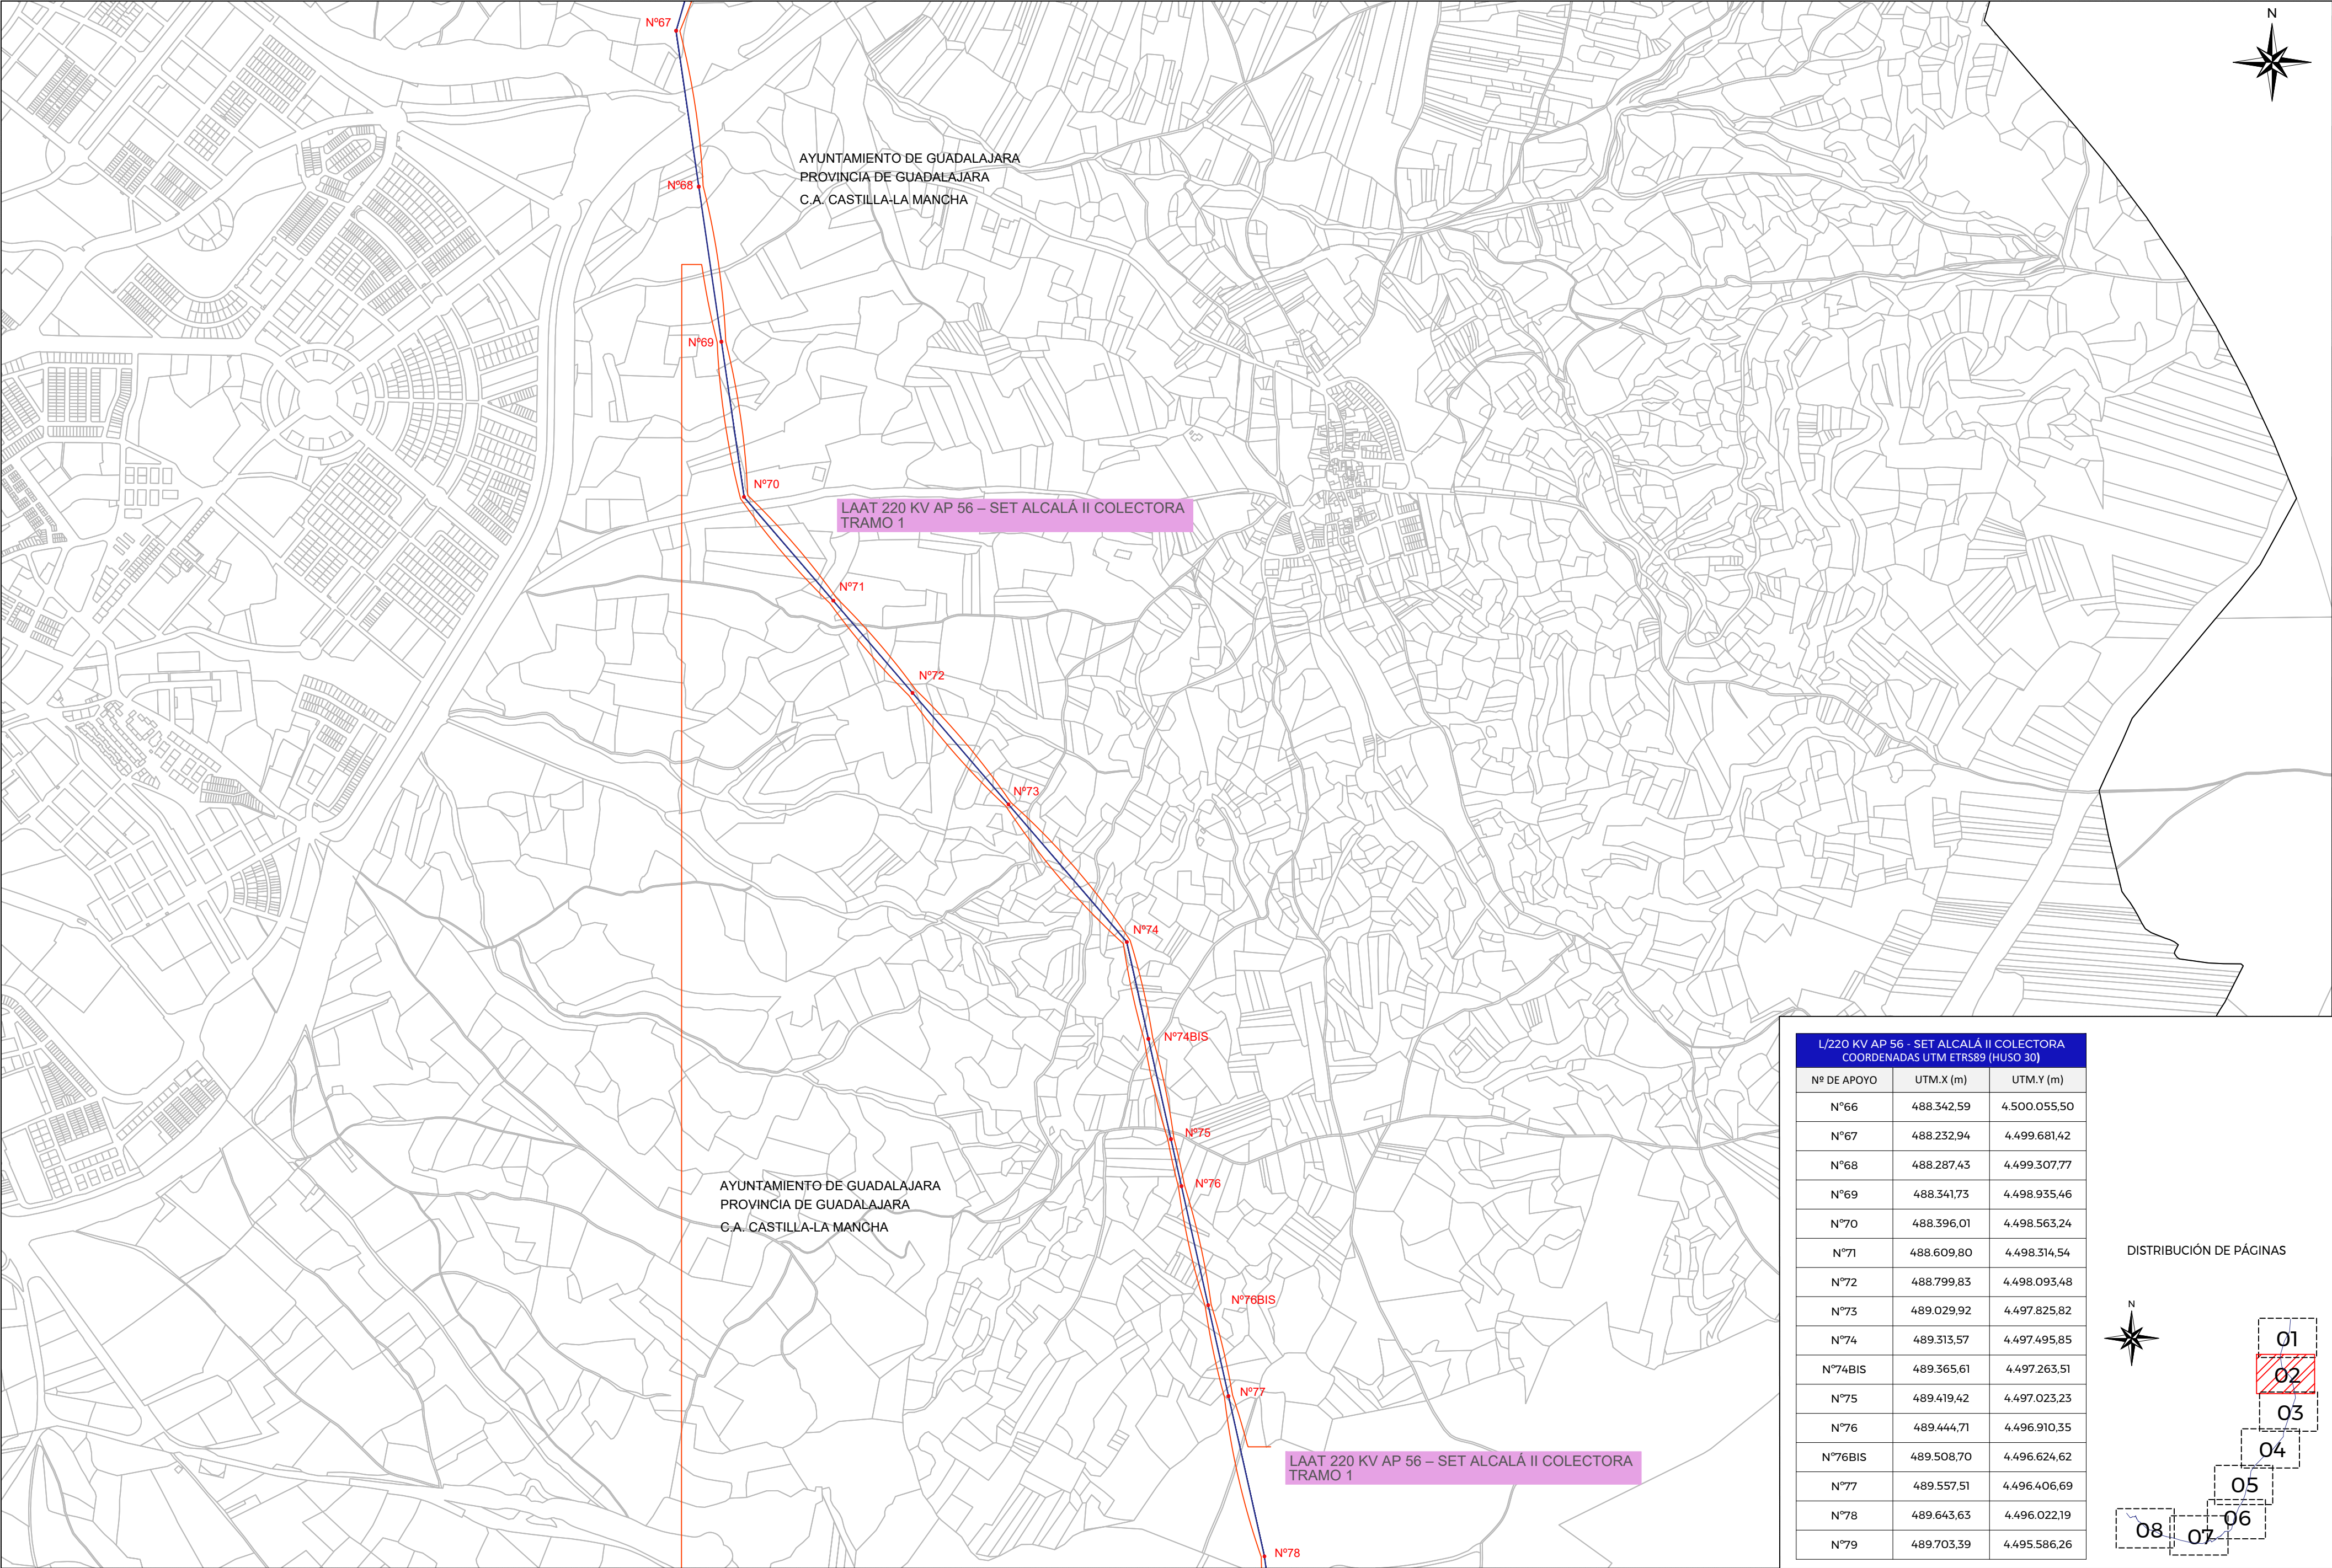 Nº67
N
AYUNTAMIENTO DE GUADALAJARA
PROVINCIA DE GUADALAJARA
C.A. CASTILLA-LA MANCHA
Nº68
Nº69
Nº70
LAAT 220 KV AP 56 – SET ALCALÁ II COLECTORA
TRAMO 1
Nº71
Nº72
Nº73
Nº74
Nº74BIS
Nº75
Nº76
AYUNTAMIENTO DE GUADALAJARA
PROVINCIA DE GUADALAJARA
C.A. CASTILLA-LA MANCHA
Nº76BIS
Nº77
LAAT 220 KV AP 56 – SET ALCALÁ II COLECTORA
TRAMO 1
Nº78
L/220 KV AP 56 - SET ALCALÁ II COLECTORA
COORDENADAS UTM ETRS89 (HUSO 30)
Nº DE APOYO UTM.X (m) UTM.Y (m)
N°66 488.342,59 4.500.055,50
N°67 488.232,94 4.499.681,42
N°68 488.287,43 4.499.307,77
N°69 488.341,73 4.498.935,46
N°70 488.396,01 4.498.563,24
N°71 488.609,80 4.498.314,54
N°72 488.799,83 4.498.093,48
N°73 489.029,92 4.497.825,82
N°74 489.313,57 4.497.495,85
N°74BIS 489.365,61 4.497.263,51
N°75 489.419,42 4.497.023,23
N°76 489.444,71 4.496.910,35
N°76BIS 489.508,70 4.496.624,62
N°77 489.557,51 4.496.406,69
N°78 489.643,63 4.496.022,19
N°79 489.703,39 4.495.586,26
DISTRIBUCIÓN DE PÁGINAS
N
01
02
03
04
05
06
07
08